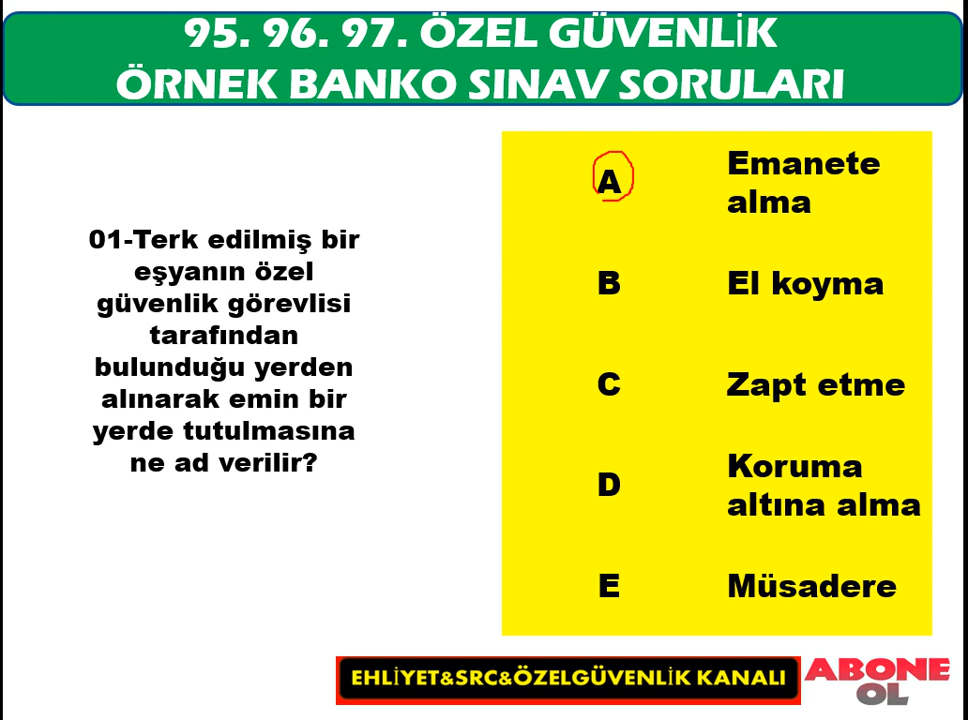 95. 96. 97. ÖZEL GÜVENLİK
ÖRNEK BANKO SINAV SORULARI
01-Terk edilmiş bir
eşyanın özel
güvenlik görevlisi
tarafından
bulunduğu yerden
alınarak emin bir
yerde tutulmasına
ne ad verilir?
A Emanete
alma
B El koyma
C Zapt etme
D Koruma
altına alma
E Müsadere
EHLİYET&SRC&ÖZELGÜVENLİK KANALI
ABONE
OL